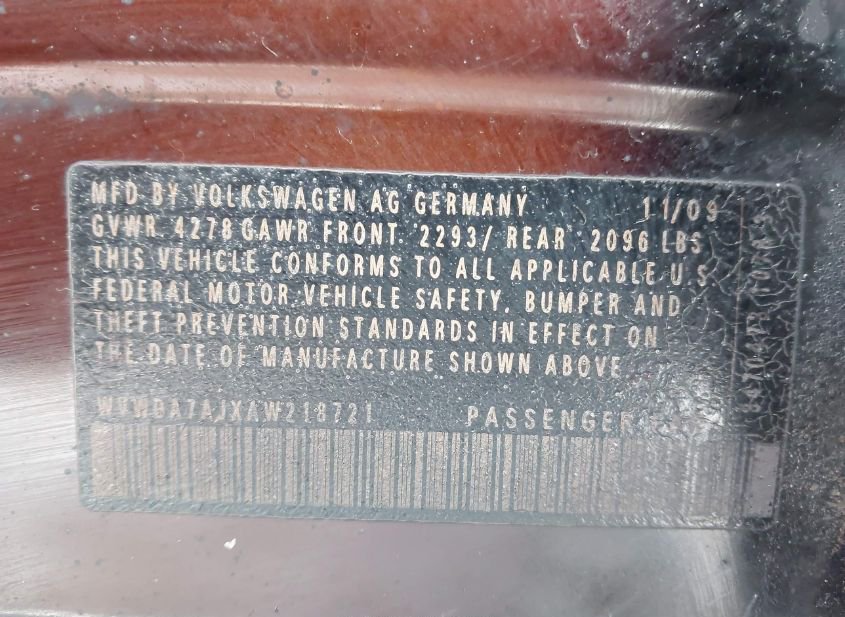 MFD BY VOLKSWAGEN AG GERMANY 11/09
GVWR 4278 GAWR FRONT 2293/ REAR 2096 LBS
THIS VEHICLE CONFORMS TO ALL APPLICABLE U.S.
FEDERAL MOTOR VEHICLE SAFETY, BUMPER AND
THEFT PREVENTION STANDARDS IN EFFECT ON
THE DATE OF MANUFACTURE SHOWN ABOVE
WVWDA7AJXAW218721 PASSENGER